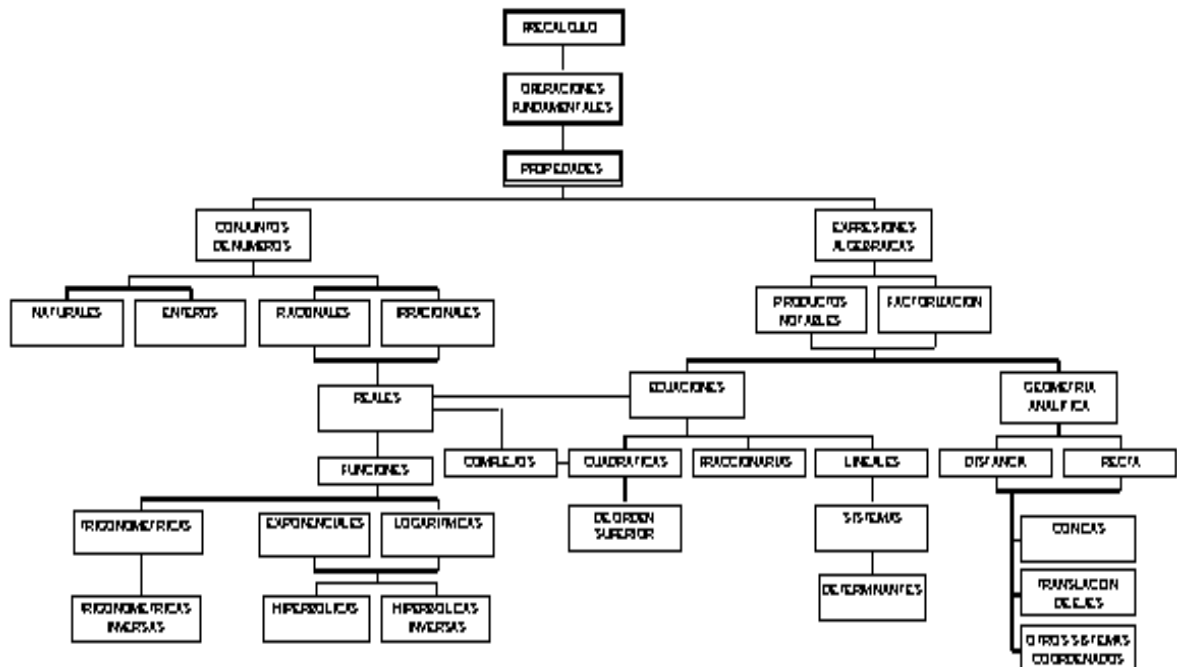 PRECALCULO
OPERACIONES
FUNDAMENTALES
PROPIEDADES
CONJUNTOS
DE NUMEROS
EXPRESIONES
ALGEBRAICAS
NATURALES
ENTEROS
RACIONALES
IRRACIONALES
PRODUCTOS
NOTABLES
FACTORIZACION
REALES
ECUACIONES
GEOMETRIA
ANALITICA
FUNCIONES
COMPLEJOS
CUADRATICAS
FRACCIONARIAS
LINEALES
DISTANCIA
RECTA
TRIGONOMETRICAS
EXPONENCIALES
LOGARITMICAS
DE ORDEN
SUPERIOR
SISTEMAS
CONICAS
TRIGONOMETRICAS
INVERSAS
HIPERBOLICAS
HIPERBOLICAS
INVERSAS
DETERMINANTES
TRANSLACION
DE EJES
OTROS SISTEMAS
COORDENADOS